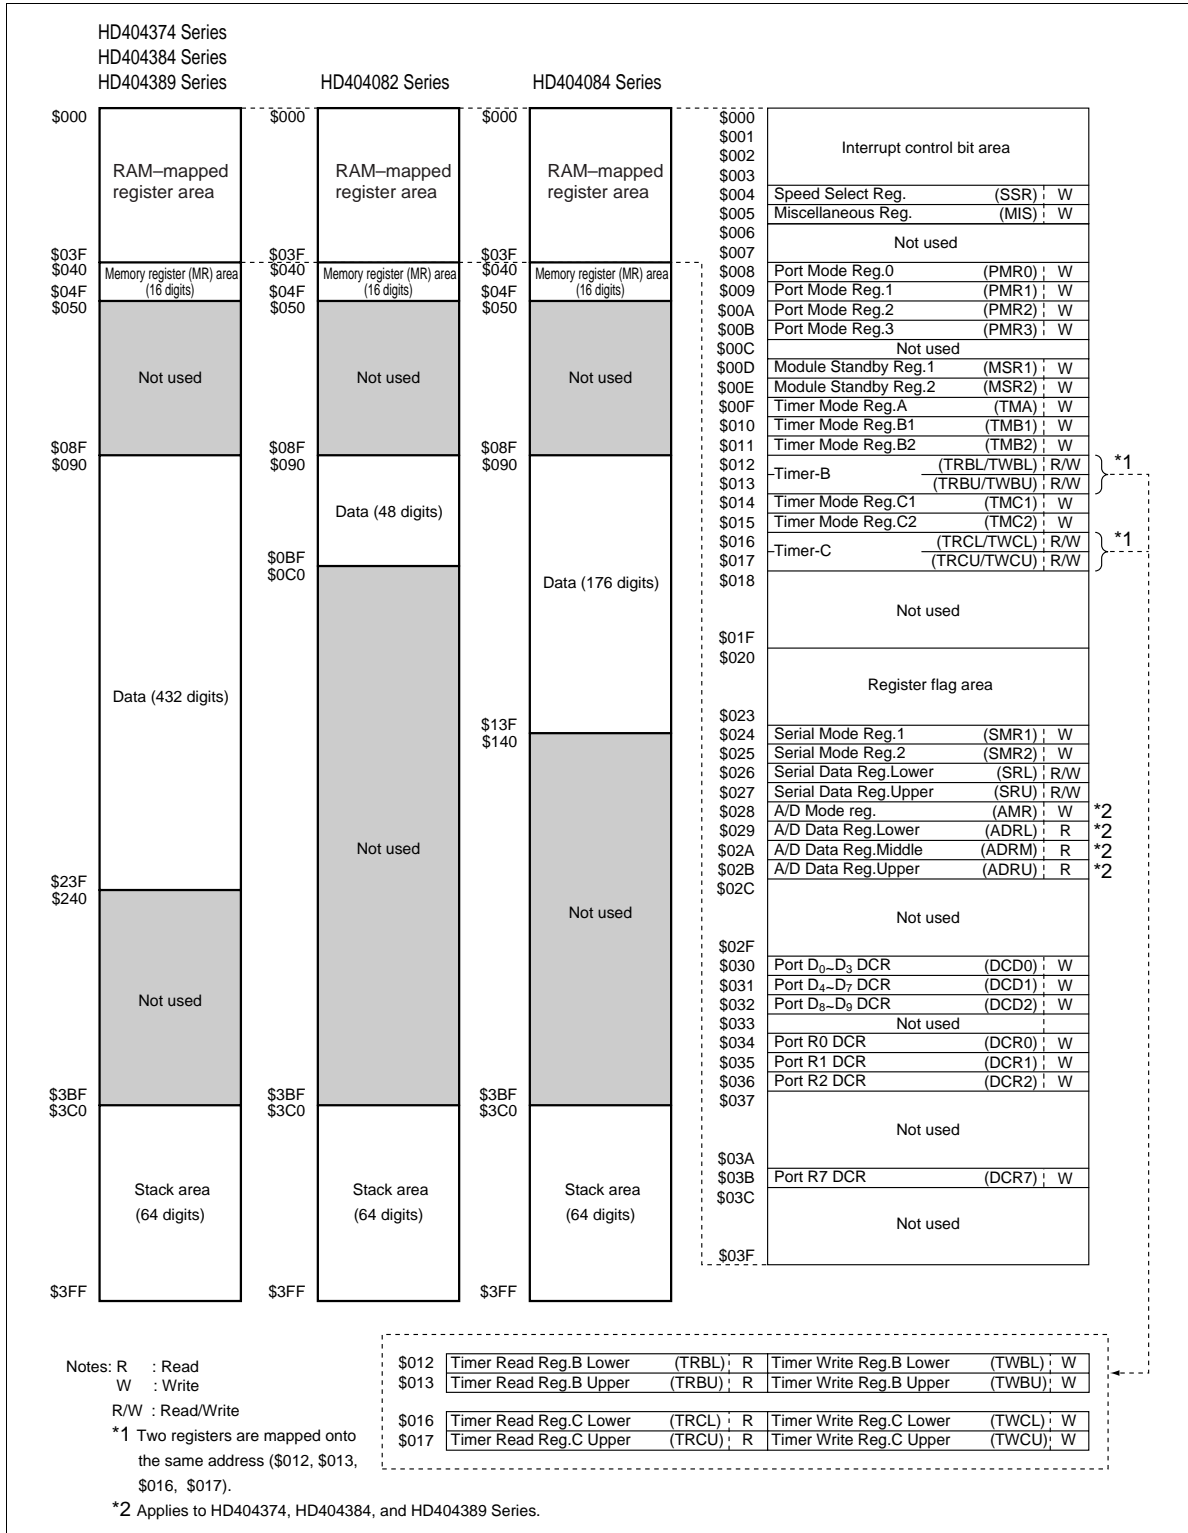 HD404374 Series
HD404384 Series
HD404389 Series
HD404082 Series
HD404084 Series
$000
RAM–mapped
register area
$03F
$040
Memory register (MR) area
(16 digits)
$04F
$050
Not used
$08F
$090
Data (432 digits)
$23F
$240
Not used
$3BF
$3C0
Stack area
(64 digits)
$3FF
$000
RAM–mapped
register area
$03F
$040
Memory register (MR) area
(16 digits)
$04F
$050
Not used
$08F
$090
Data (48 digits)
$0BF
$0C0
Not used
$3BF
$3C0
Stack area
(64 digits)
$3FF
$000
RAM–mapped
register area
$03F
$040
Memory register (MR) area
(16 digits)
$04F
$050
Not used
$08F
$090
Data (176 digits)
$13F
$140
Not used
$3BF
$3C0
Stack area
(64 digits)
$3FF
$000
$001
Interrupt control bit area
$002
$003
$004 Speed Select Reg. (SSR) W
$005 Miscellaneous Reg. (MIS) W
$006
Not used
$007
$008 Port Mode Reg.0 (PMR0) W
$009 Port Mode Reg.1 (PMR1) W
$00A Port Mode Reg.2 (PMR2) W
$00B Port Mode Reg.3 (PMR3) W
$00C Not used
$00D Module Standby Reg.1 (MSR1) W
$00E Module Standby Reg.2 (MSR2) W
$00F Timer Mode Reg.A (TMA) W
$010 Timer Mode Reg.B1 (TMB1) W
$011 Timer Mode Reg.B2 (TMB2) W
$012 (TRBL/TWBL) R/W
Timer-B *1
$013 (TRBU/TWBU) R/W
$014 Timer Mode Reg.C1 (TMC1) W
$015 Timer Mode Reg.C2 (TMC2) W
$016 (TRCL/TWCL) R/W
Timer-C *1
$017 (TRCU/TWCU) R/W
$018
Not used
$01F
$020
Register flag area
$023
$024 Serial Mode Reg.1 (SMR1) W
$025 Serial Mode Reg.2 (SMR2) W
$026 Serial Data Reg.Lower (SRL) R/W
$027 Serial Data Reg.Upper (SRU) R/W
$028 A/D Mode reg. (AMR) W *2
$029 A/D Data Reg.Lower (ADRL) R *2
$02A A/D Data Reg.Middle (ADRM) R *2
$02B A/D Data Reg.Upper (ADRU) R *2
$02C
Not used
$02F
$030 Port D0~D3 DCR (DCD0) W
$031 Port D4~D7 DCR (DCD1) W
$032 Port D8~D9 DCR (DCD2) W
$033 Not used
$034 Port R0 DCR (DCR0) W
$035 Port R1 DCR (DCR1) W
$036 Port R2 DCR (DCR2) W
$037
Not used
$03A
$03B Port R7 DCR (DCR7) W
$03C
Not used
$03F
$012 Timer Read Reg.B Lower (TRBL) R Timer Write Reg.B Lower (TWBL) W
$013 Timer Read Reg.B Upper (TRBU) R Timer Write Reg.B Upper (TWBU) W
$016 Timer Read Reg.C Lower (TRCL) R Timer Write Reg.C Lower (TWCL) W
$017 Timer Read Reg.C Upper (TRCU) R Timer Write Reg.C Upper (TWCU) W
Notes: R : Read
W : Write
R/W : Read/Write
*1 Two registers are mapped onto
the same address ($012, $013,
$016, $017).
*2 Applies to HD404374, HD404384, and HD404389 Series.